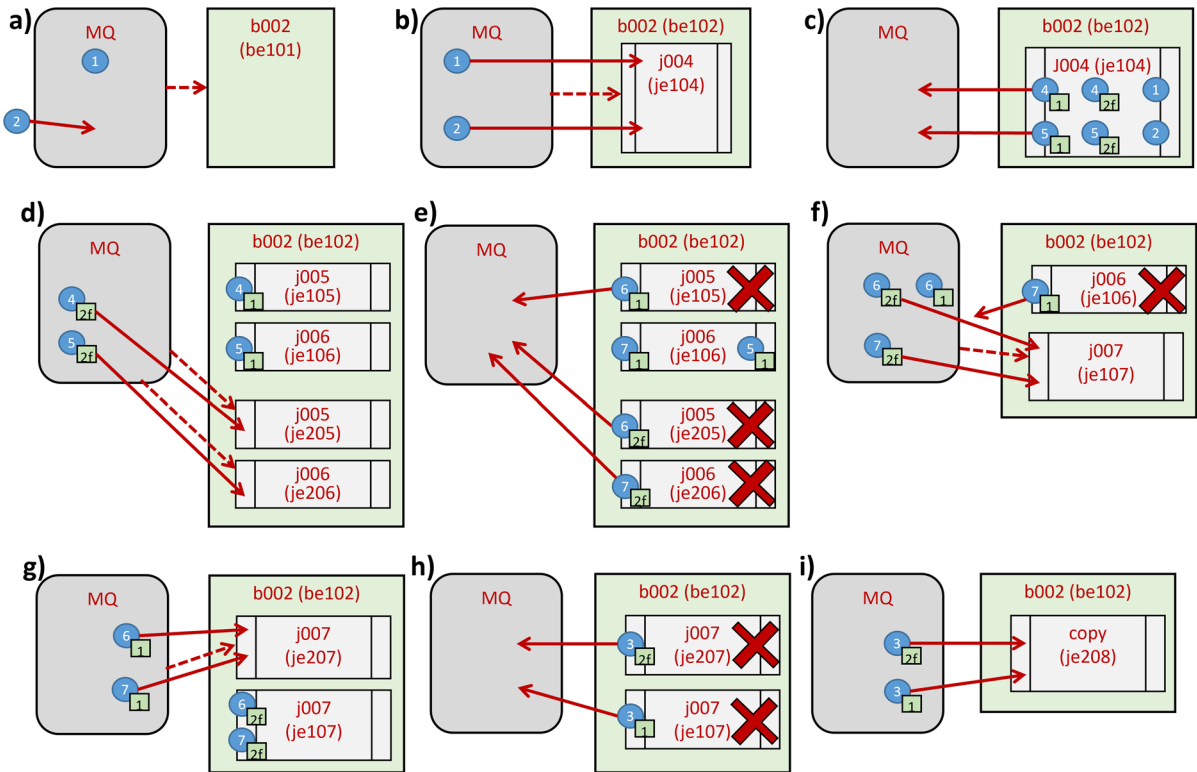 a)
MQ
1
2
b002
(be101)
b)
MQ
1
2
b002 (be102)
j004
(je104)
c)
MQ
b002 (be102)
J004 (je104)
4
1
4
2f
1
5
1
5
2f
2
d)
MQ
4
2f
5
2f
b002 (be102)
j005
(je105)
4
1
j006
(je106)
5
1
j005
(je205)
j006
(je206)
e)
MQ
b002 (be102)
j005
(je105)
6
1
j006
(je106)
7
1
5
1
j005
(je205)
6
2f
j006
(je206)
7
2f
f)
MQ
6
2f
6
1
7
2f
b002 (be102)
j006
(je106)
7
1
j007
(je107)
g)
MQ
6
1
7
1
b002 (be102)
j007
(je207)
j007
(je107)
6
2f
7
2f
h)
MQ
b002 (be102)
j007
(je207)
3
2f
j007
(je107)
3
1
i)
MQ
3
2f
3
1
b002 (be102)
copy
(je208)